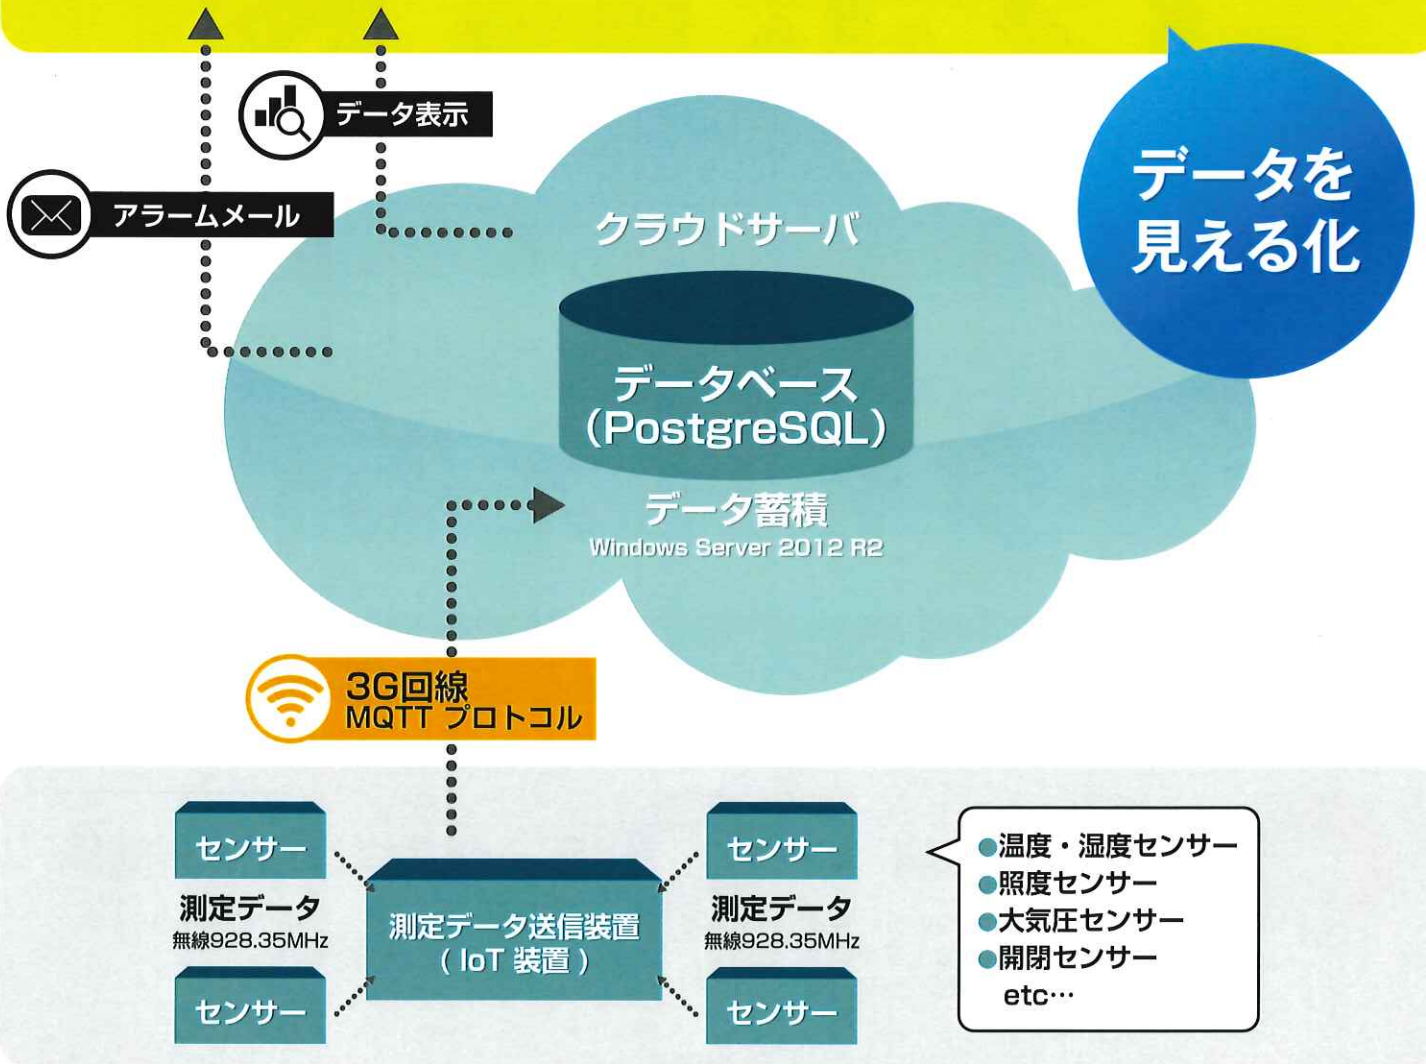 データ表示
アラームメール
データを
見える化
クラウドサーバ
データベース
(PostgreSQL)
データ蓄積
Windows Server 2012 R2
3G回線
MQTT プロトコル
センサー
測定データ
無線928.35MHz
センサー
測定データ送信装置
( IoT 装置 )
センサー
測定データ
無線928.35MHz
センサー
●温度・湿度センサー
●照度センサー
●大気圧センサー
●開閉センサー
etc…